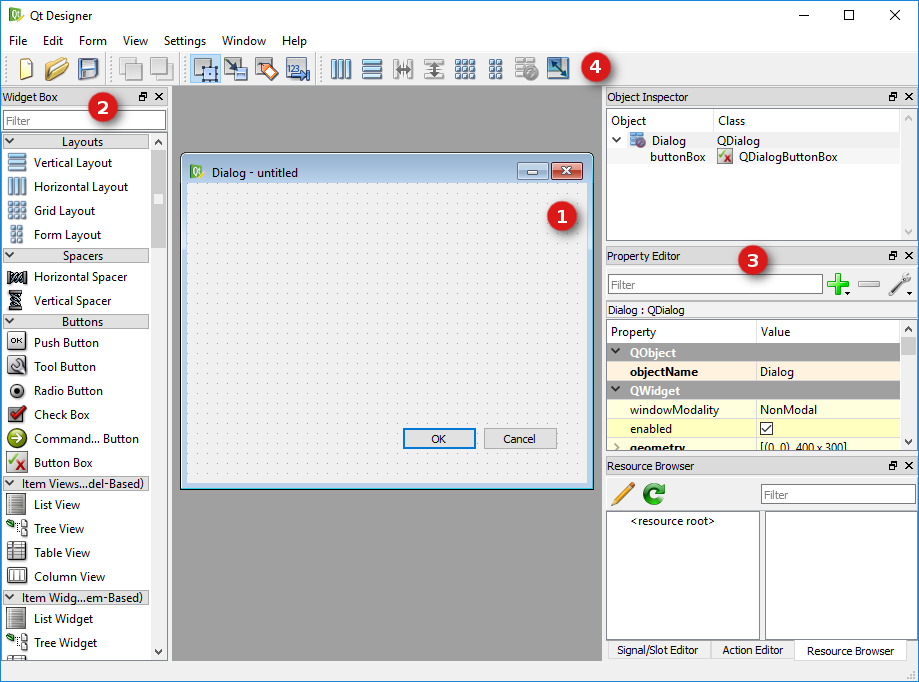 Qt Designer
File Edit Form View Settings Window Help
4
Widget Box
2
Filter
Layouts
Vertical Layout
Horizontal Layout
Grid Layout
Form Layout
Spacers
Horizontal Spacer
Vertical Spacer
Buttons
OK Push Button
Tool Button
Radio Button
Check Box
Command... Button
Button Box
Item Views...del-Based)
List View
Tree View
Table View
Column View
Item Widg...em-Based)
List Widget
Tree Widget
Dialog - untitled
1
OK Cancel
Object Inspector
Object Class
Dialog QDialog
buttonBox QDialogButtonBox
Property Editor
3
Filter
Dialog : QDialog
Property Value
QObject
objectName Dialog
QWidget
windowModality NonModal
enabled
geometry [(0, 0), 400 x 300]
Resource Browser
Filter
<resource root>
Signal/Slot Editor Action Editor Resource Browser